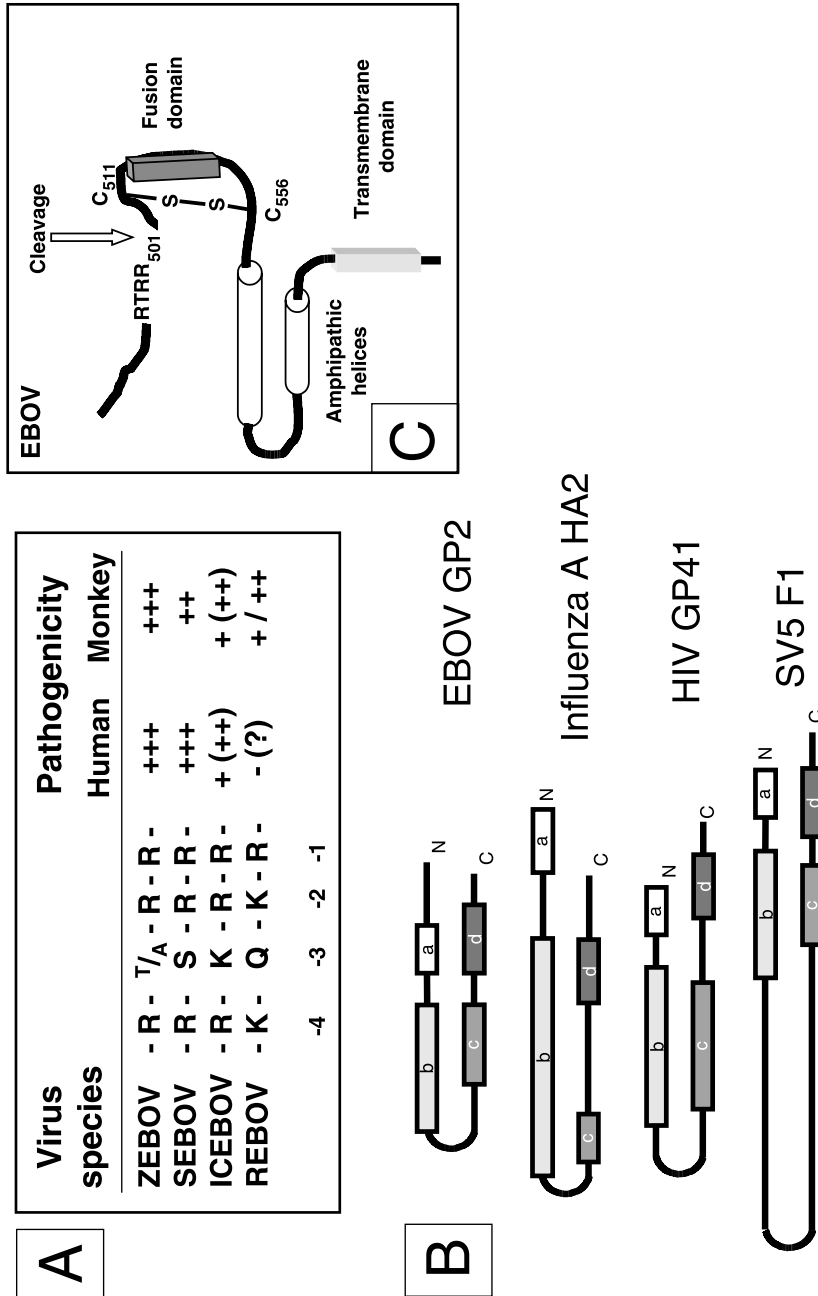 A
Virus species Pathogenicity
Human Monkey
ZEBOV - R - T/A - R - R - +++ +++
SEBOV - R - S - R - R - +++ ++
ICEBOV - R - K - R - R - + (++) + (++)
REBOV - K - Q - K - R - - (?) + / ++
-4 -3 -2 -1
B
b a N
c d C
EBOV GP2
b a N
c d C
Influenza A HA2
b a N
c d C
HIV GP41
b a N
c d C
SV5 F1
C
EBOV
Cleavage
RTRR501
C511
S
S
C556
Fusion
domain
Amphipathic
helices
Transmembrane
domain